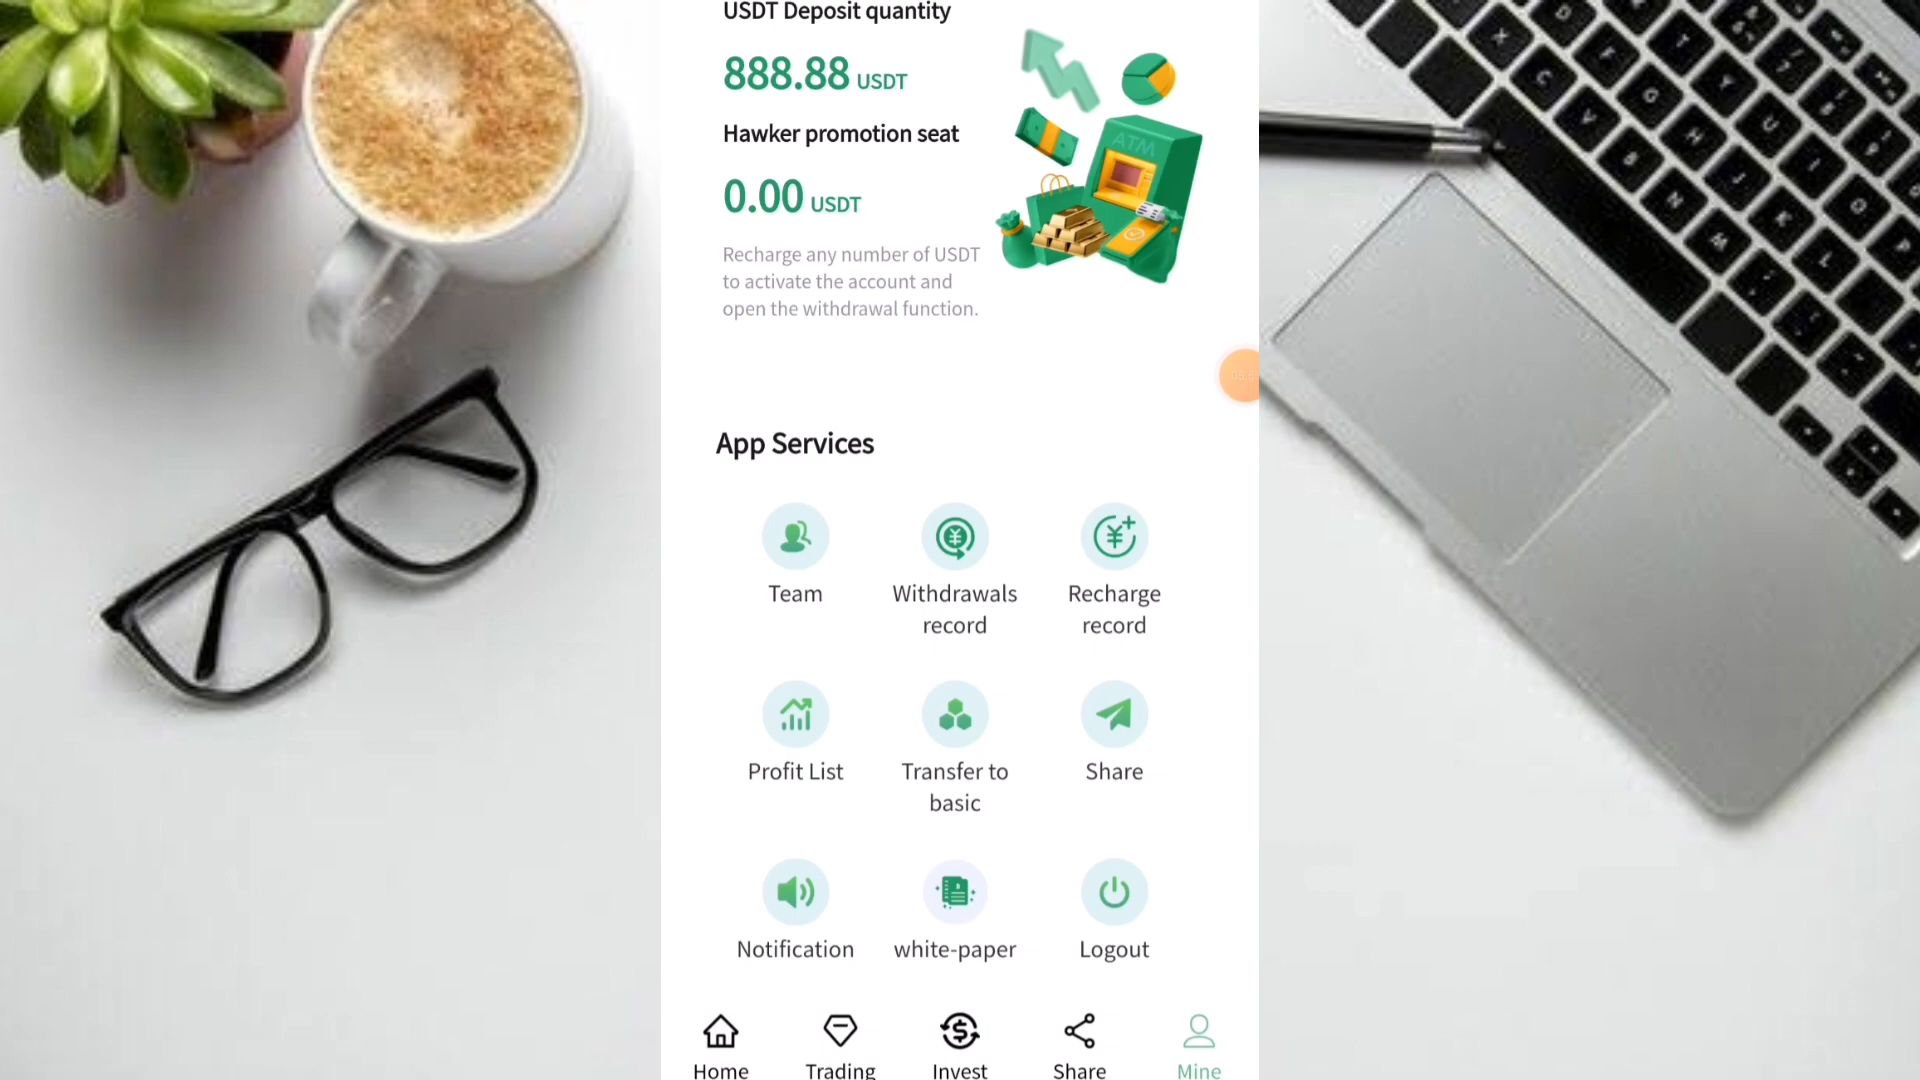 USDT Deposit quantity
888.88 USDT
Hawker promotion seat
0.00 USDT
Recharge any number of USDT
to activate the account and
open the withdrawal function.
ATM
App Services
Team
Withdrawals
record
Recharge
record
Profit List
Transfer to
basic
Share
Notification
white-paper
Logout
Home
Trading
Invest
Share
Mine